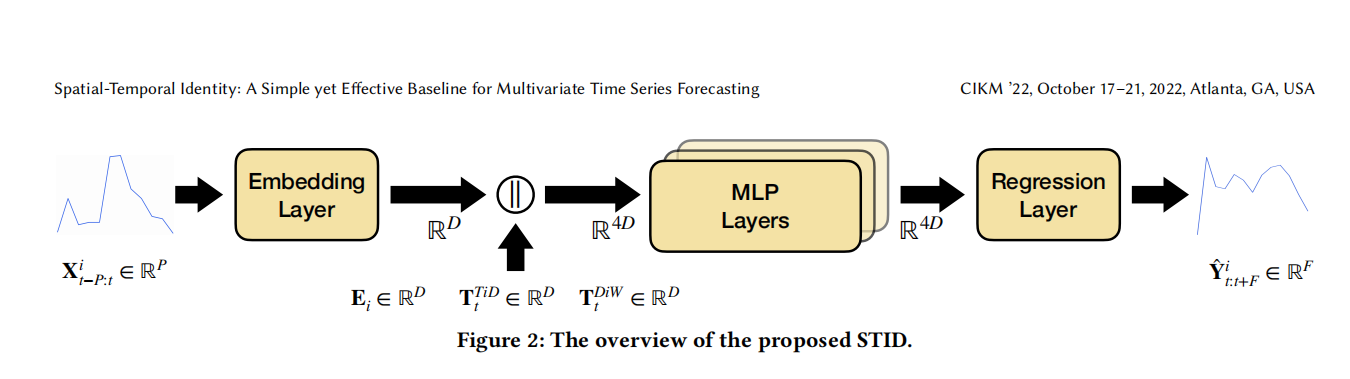 Spatial-Temporal Identity: A Simple yet Effective Baseline for Multivariate Time Series Forecasting
CIKM ’22, October 17–21, 2022, Atlanta, GA, USA
Embedding
Layer
||
MLP
Layers
Regression
Layer
ℝ^D
ℝ^{4D}
ℝ^{4D}
𝐗^i_{t−P:t} ∈ ℝ^P
Ŷ^i_{t:t+F} ∈ ℝ^F
𝐄_i ∈ ℝ^D
𝐓^{TiD}_t ∈ ℝ^D
𝐓^{DiW}_t ∈ ℝ^D
Figure 2: The overview of the proposed STID.